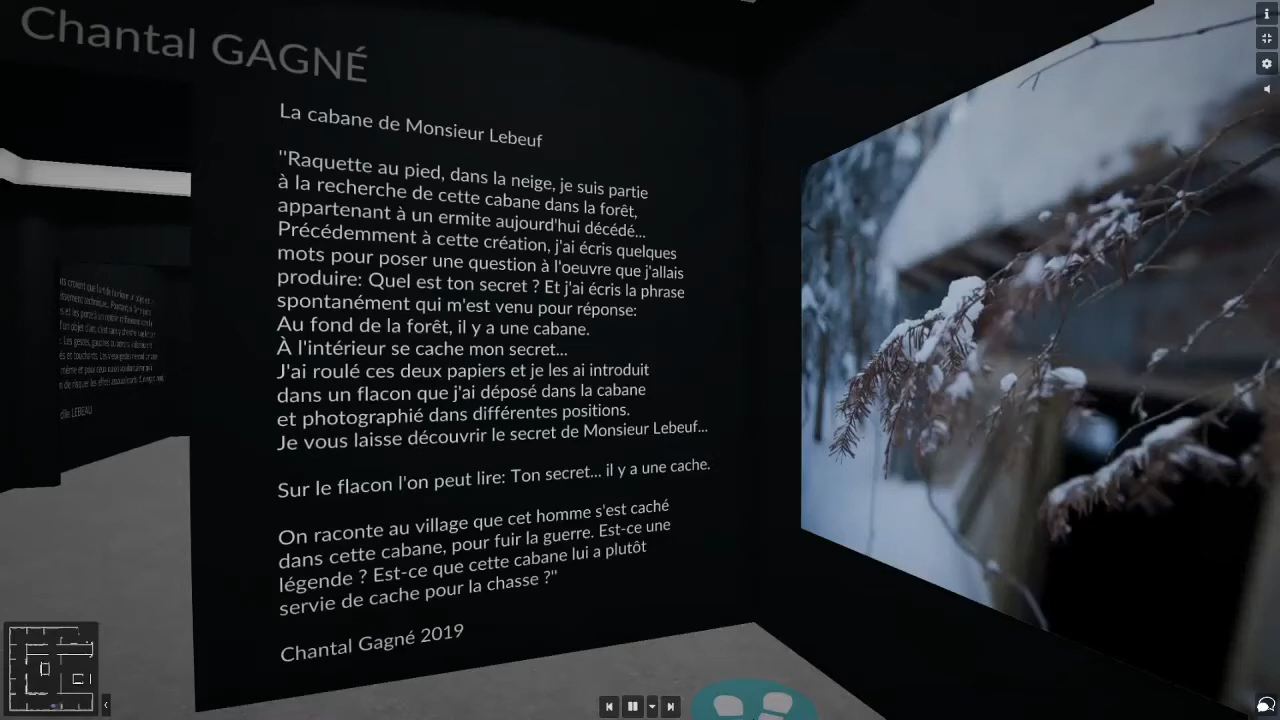 Chantal GAGNÉ
La cabane de Monsieur Lebeuf
"Raquette au pied, dans la neige, je suis partie
à la recherche de cette cabane dans la forêt,
appartenant à un ermite aujourd'hui décédé...
Précédemment à cette création, j'ai écris quelques
mots pour poser une question à l'oeuvre que j'allais
produire: Quel est ton secret ? Et j'ai écris la phrase
spontanément qui m'est venu pour réponse:
Au fond de la forêt, il y a une cabane.
À l'intérieur se cache mon secret...
J'ai roulé ces deux papiers et je les ai introduit
dans un flacon que j'ai déposé dans la cabane
et photographié dans différentes positions.
Je vous laisse découvrir le secret de Monsieur Lebeuf...
Sur le flacon l'on peut lire: Ton secret... il y a une cache.
On raconte au village que cet homme s'est caché
dans cette cabane, pour fuir la guerre. Est-ce une
légende ? Est-ce que cette cabane lui a plutôt
servie de cache pour la chasse ?"
Chantal Gagné 2019
LEBEAU